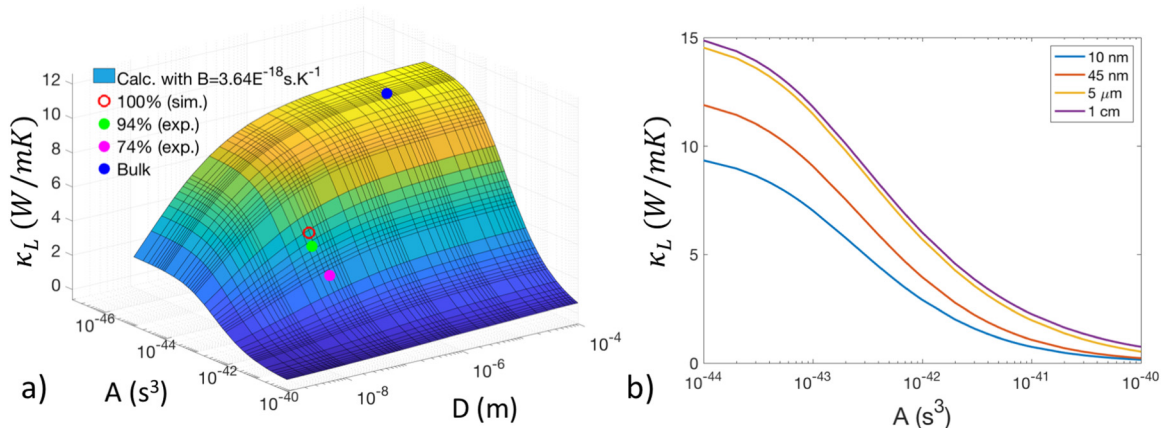 12
10
8
6
4
2
0
κL (W/mK)
Calc. with B=3.64E-18s.K-1
100% (sim.)
94% (exp.)
74% (exp.)
Bulk
10-46
10-44
10-42
10-40
A (s3)
10-8
10-6
10-4
D (m)
a)
b)
15
10
5
0
κL (W/mK)
10 nm
45 nm
5 μm
1 cm
10-44
10-43
10-42
10-41
10-40
A (s3)